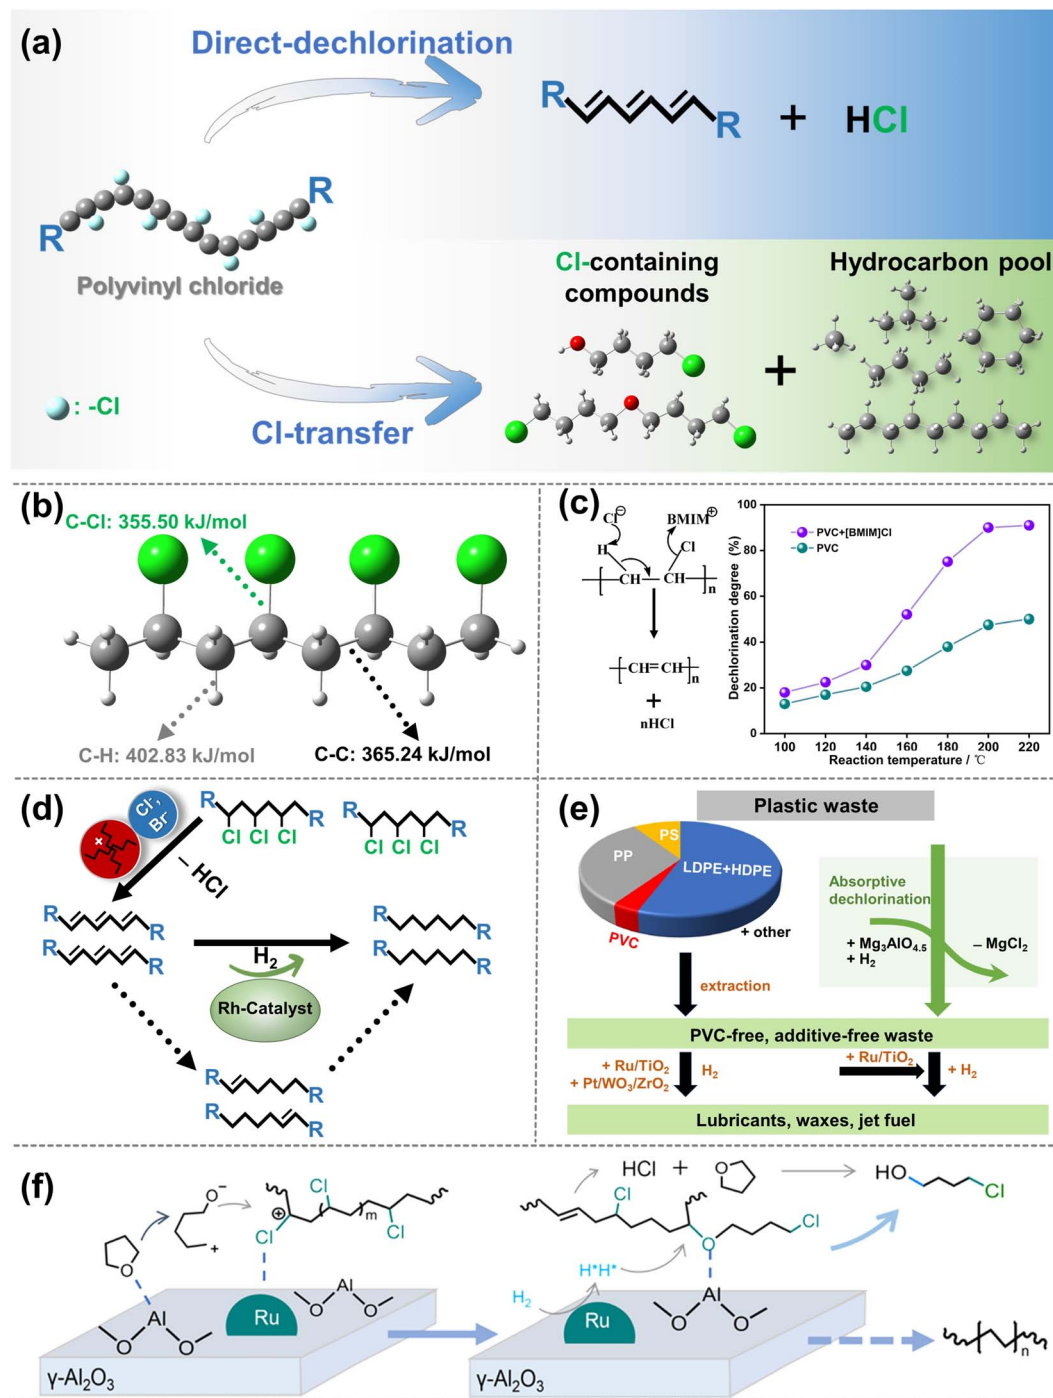 (a)
Direct-dechlorination
R
R
+
HCl
R
R
Polyvinyl chloride
Cl-containing
compounds
Hydrocarbon pool
+
: -Cl
Cl-transfer
(b)
C-Cl: 355.50 kJ/mol
C-H: 402.83 kJ/mol
C-C: 365.24 kJ/mol
(c)
Cl⊖
BMIM⊕
H
Cl
CH
CH
n
[CH=CH]n
+
nHCl
Dechlorination degree (%)
100
80
60
40
20
0
PVC+[BMIM]Cl
PVC
100 120 140 160 180 200 220
Reaction temperature / ℃
(d)
Cl-,
Br-
+
R
R
Cl Cl Cl
R
R
Cl Cl Cl
– HCl
R
R
R
R
R
R
R
R
H2
Rh-Catalyst
R
R
R
R
(e)
Plastic waste
PS
PP
LDPE+HDPE
PVC
+ other
Absorptive
dechlorination
+ Mg3AlO4.5
+ H2
– MgCl2
extraction
PVC-free, additive-free waste
+ Ru/TiO2
+ Pt/WO3/ZrO2
H2
+ Ru/TiO2
+ H2
Lubricants, waxes, jet fuel
(f)
O
O–
+
Cl
+
Cl
m
Cl
Al
O
O
Ru
Al
O
O
γ-Al2O3
HCl +
O
HO
Cl
Cl
O
Cl
H*H*
H2
Ru
Al
O
O
γ-Al2O3
n